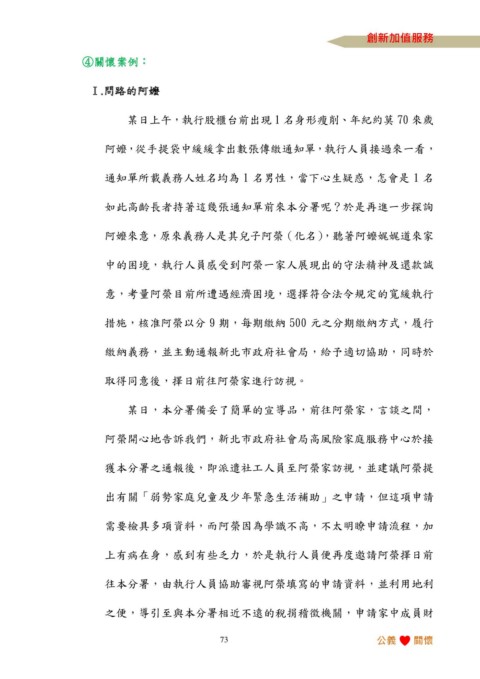 創新加值服務
④關懷案例：
Ⅰ.問路的阿嬤
某日上午，執行股櫃台前出現 1 名身形瘦削、年紀約莫 70 來歲
阿嬤，從手提袋中緩緩拿出數張傳繳通知單，執行人員接過來一看，
通知單所載義務人姓名均為 1 名男性，當下心生疑惑，怎會是 1 名
如此高齡長者持著這幾張通知單前來本分署呢？於是再進一步探詢
阿嬤來意，原來義務人是其兒子阿榮（化名），聽著阿嬤娓娓道來家
中的困境，執行人員感受到阿榮一家人展現出的守法精神及還款誠
意，考量阿榮目前所遭遇經濟困境，選擇符合法令規定的寬緩執行
措施，核准阿榮以分 9 期，每期繳納 500 元之分期繳納方式，履行
繳納義務，並主動通報新北市政府社會局，給予適切協助，同時於
取得同意後，擇日前往阿榮家進行訪視。
某日，本分署備妥了簡單的宣導品，前往阿榮家，言談之間，
阿榮開心地告訴我們，新北市政府社會局高風險家庭服務中心於接
獲本分署之通報後，即派遣社工人員至阿榮家訪視，並建議阿榮提
出有關「弱勢家庭兒童及少年緊急生活補助」之申請，但這項申請
需要檢具多項資料，而阿榮因為學識不高，不太明瞭申請流程，加
上有病在身，感到有些乏力，於是執行人員便再度邀請阿榮擇日前
往本分署，由執行人員協助審視阿榮填寫的申請資料，並利用地利
之便，導引至與本分署相近不遠的稅捐稽徵機關，申請家中成員財
73
公義 關懷